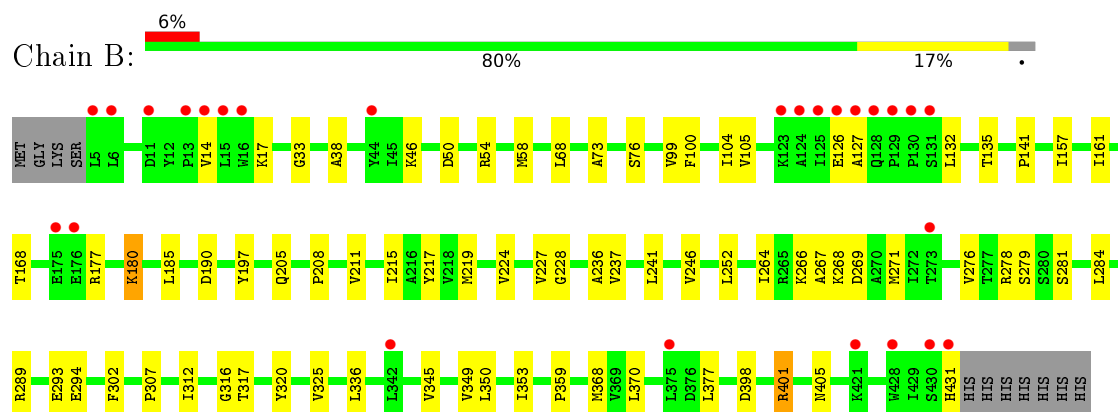 6%
Chain B:
80% 17% .
MET GLY LYS SER L5 L6 D11 Y12 P13 V14 L15 W16 K17 G33 A38 Y44 I45 K46 D50 R54 M58 L68 A73 S76 V99 F100 I104 V105 K123 A124 I125 E126 A127 Q128 P129 P130 S131 L132 T135 P141 I157 I161
T168 E175 E176 R177 K180 L185 D190 Y197 Q205 P208 V211 I215 A216 Y217 V218 M219 V224 V227 G228 A236 V237 L241 V246 L252 I264 R265 K266 A267 K268 D269 A270 M271 I272 T273 V276 T277 R278 S279 S280 S281 L284
R289 E293 E294 F302 P307 I312 G316 T317 Y320 V325 L336 L342 V345 V349 L350 I353 P359 M368 V369 L370 L375 D376 L377 D398 R401 N405 K421 W428 I429 S430 H431 HIS HIS HIS HIS HIS HIS HIS